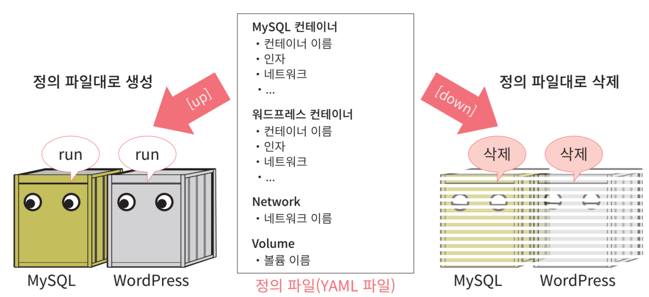 정의 파일대로 생성
[up]
run
run
MySQL
WordPress
MySQL 컨테이너
・컨테이너 이름
・인자
・네트워크
・...
워드프레스 컨테이너
・컨테이너 이름
・인자
・네트워크
・...
Network
・네트워크 이름
Volume
・볼륨 이름
정의 파일(YAML 파일)
정의 파일대로 삭제
[down]
삭제
삭제
MySQL
WordPress